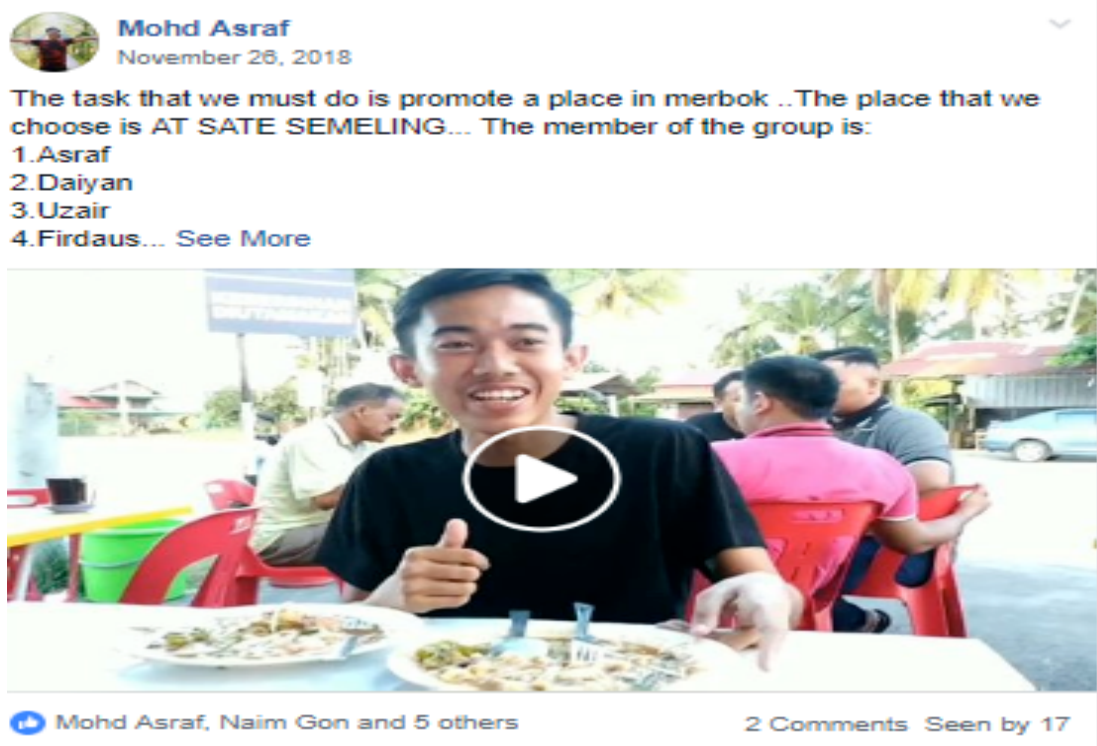 Mohd Asraf
November 26, 2018
The task that we must do is promote a place in merbok ..The place that we
choose is AT SATE SEMELING... The member of the group is:
1.Asraf
2.Daiyan
3.Uzair
4.Firdaus... See More
Mohd Asraf, Naim Gon and 5 others
2 Comments Seen by 17